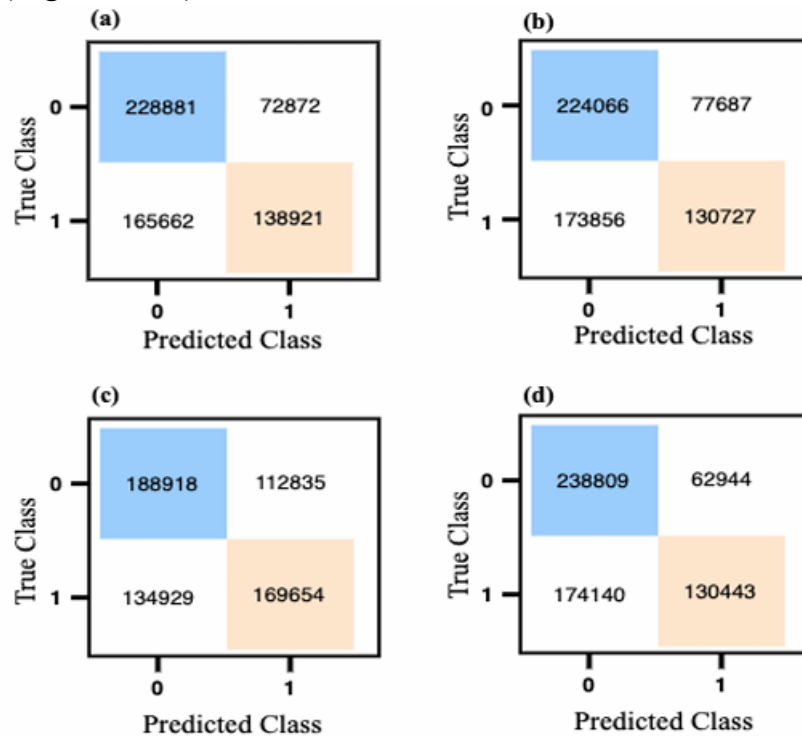 (a)
True Class
0
228881 72872
1
165662 138921
0 1
Predicted Class
(b)
True Class
0
224066 77687
1
173856 130727
0 1
Predicted Class
(c)
True Class
0
188918 112835
1
134929 169654
0 1
Predicted Class
(d)
True Class
0
238809 62944
1
174140 130443
0 1
Predicted Class